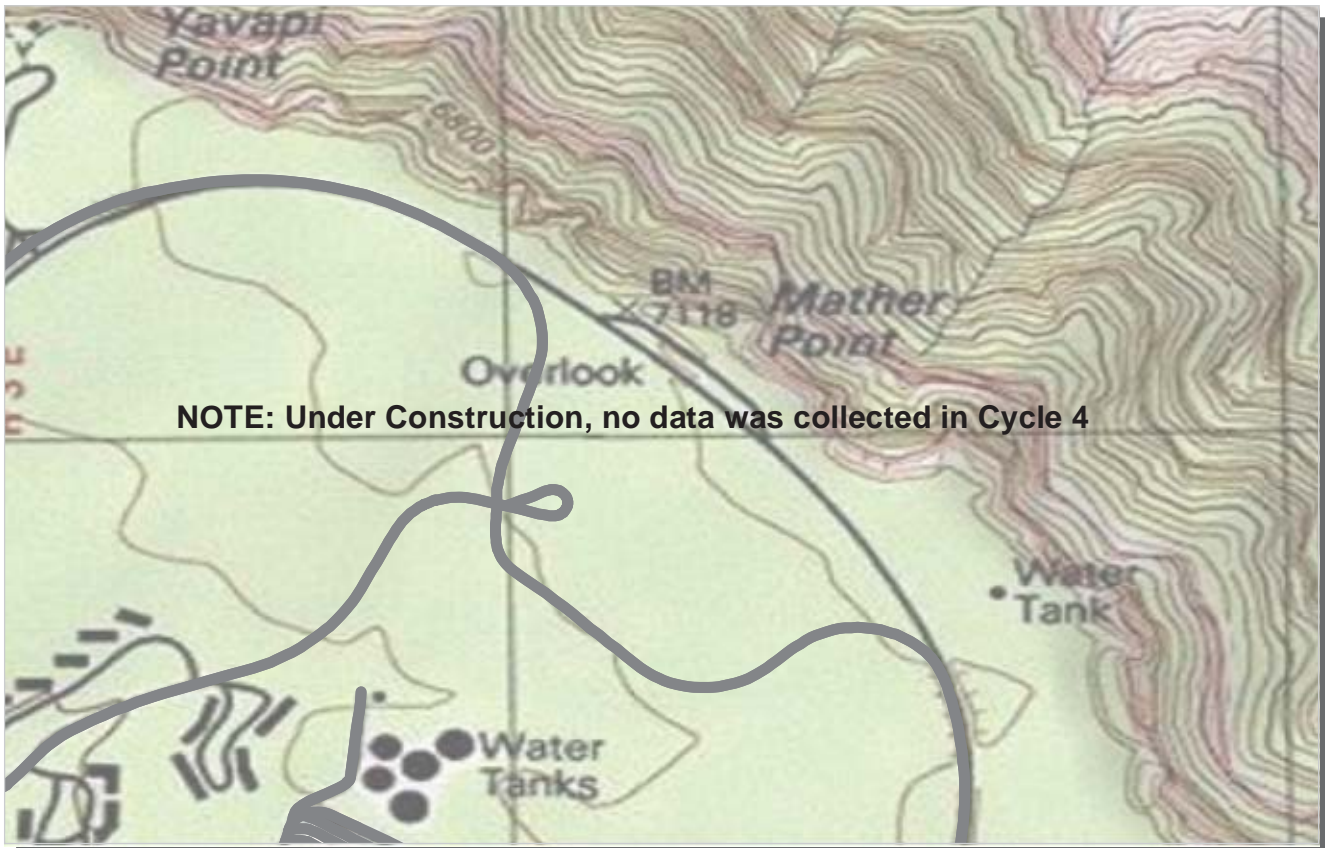 Yavapi
Point
6800
BM
7118
Mather
Point
Overlook
NOTE: Under Construction, no data was collected in Cycle 4
Water
Tank
Water
Tanks